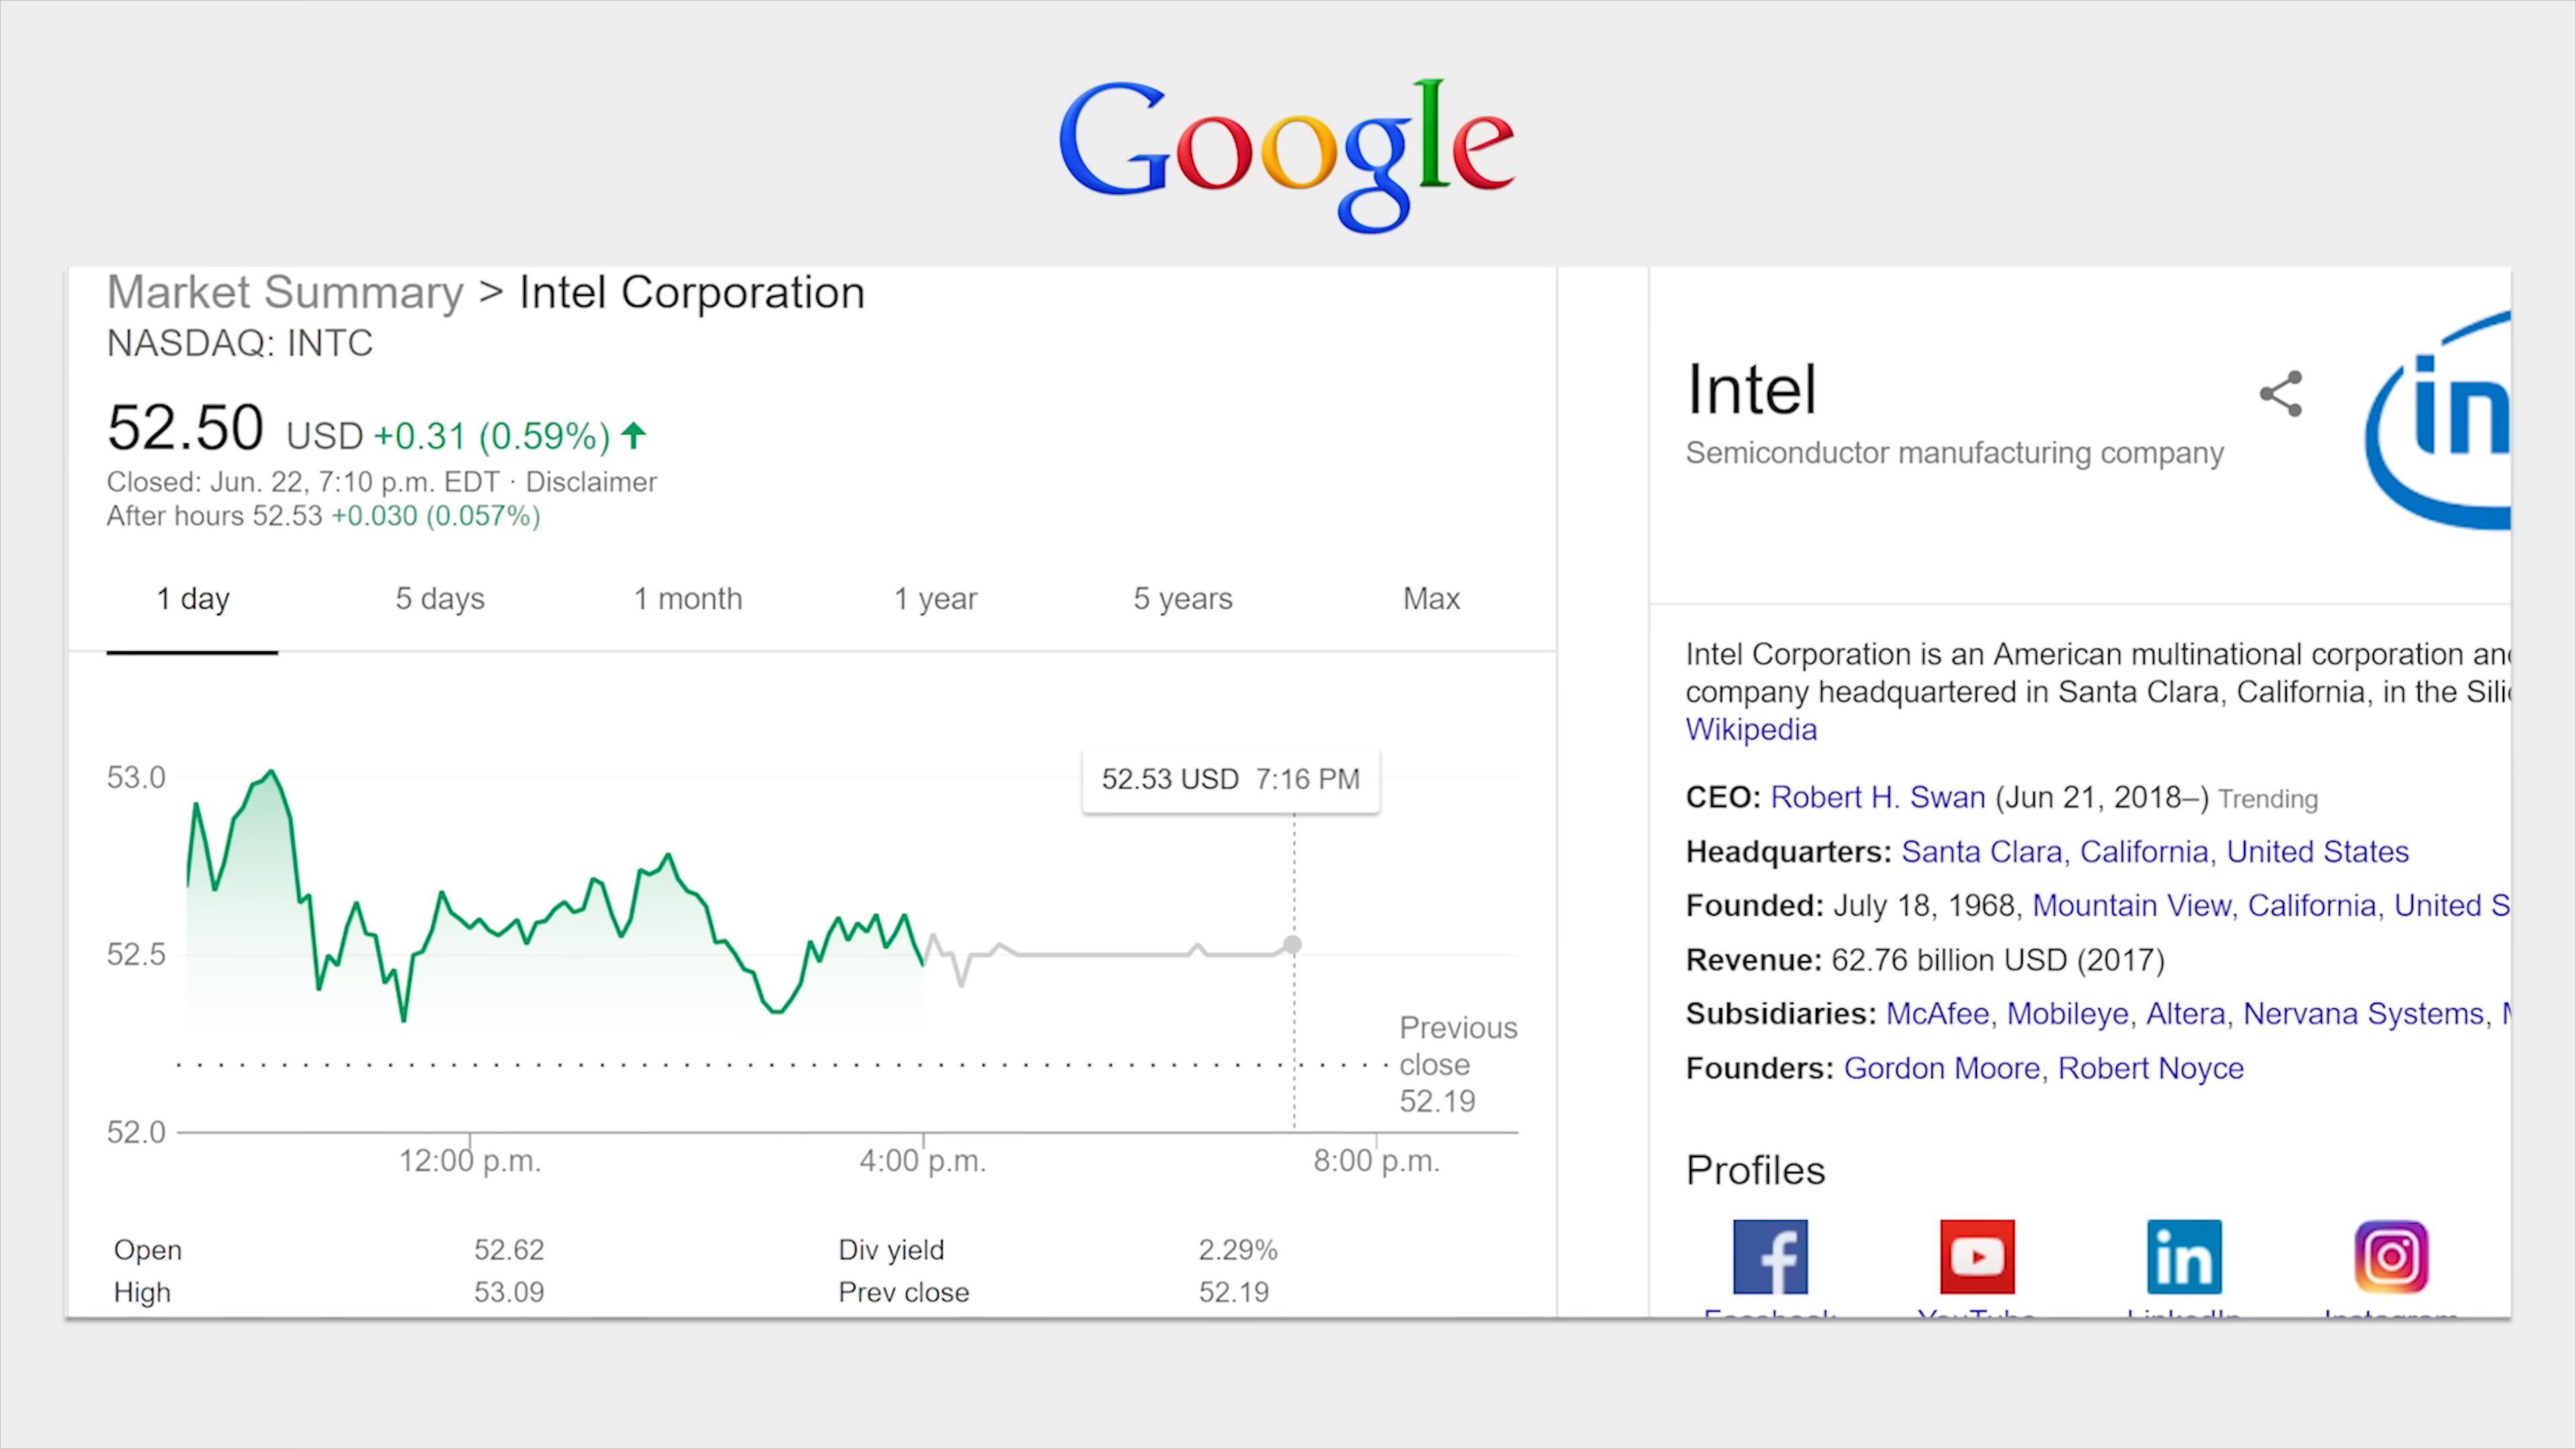 Google
Market Summary > Intel Corporation
NASDAQ: INTC
52.50 USD +0.31 (0.59%)
Closed: Jun. 22, 7:10 p.m. EDT · Disclaimer
After hours 52.53 +0.030 (0.057%)
1 day 5 days 1 month 1 year 5 years Max
53.0
52.53 USD 7:16 PM
52.5
Previous
close
52.19
52.0
12:00 p.m. 4:00 p.m. 8:00 p.m.
Open 52.62 Div yield 2.29%
High 53.09 Prev close 52.19
Intel
Semiconductor manufacturing company
in
Intel Corporation is an American multinational corporation an
company headquartered in Santa Clara, California, in the Sili
Wikipedia
CEO: Robert H. Swan (Jun 21, 2018–) Trending
Headquarters: Santa Clara, California, United States
Founded: July 18, 1968, Mountain View, California, United S
Revenue: 62.76 billion USD (2017)
Subsidiaries: McAfee, Mobileye, Altera, Nervana Systems,
Founders: Gordon Moore, Robert Noyce
Profiles
f in
Facebook YouTube LinkedIn Instagram